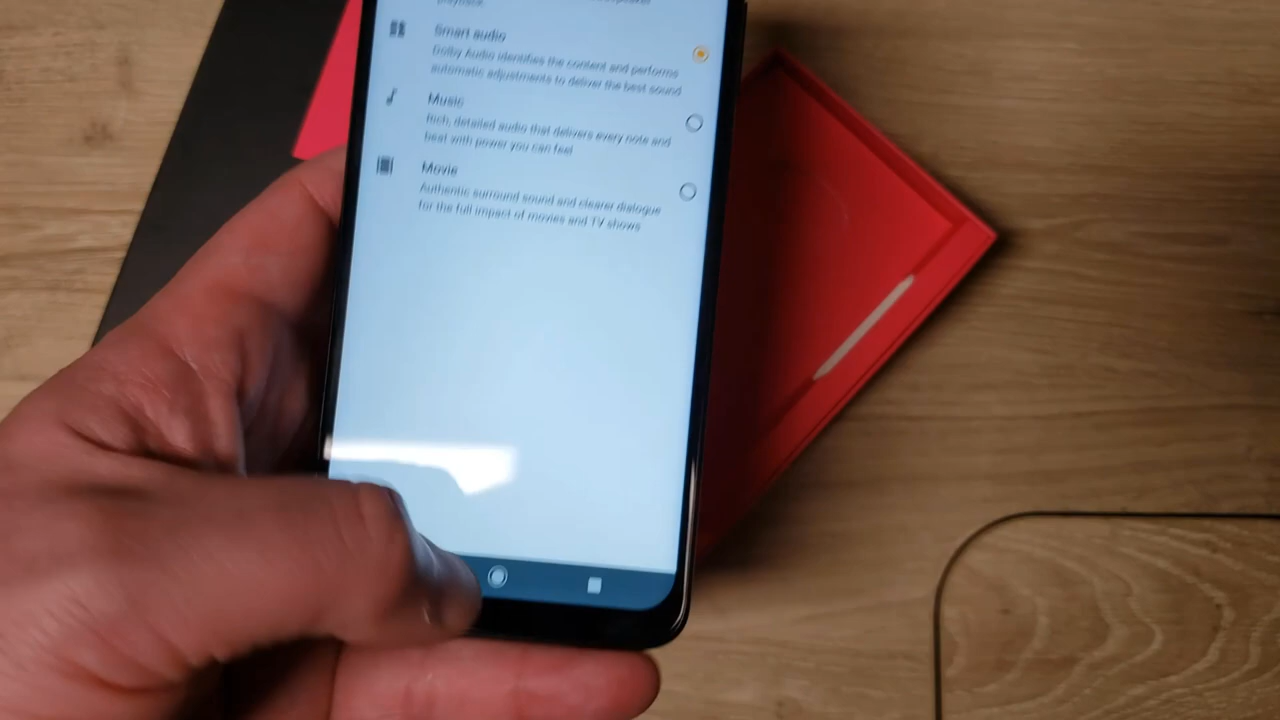 playback.
Smart audio
Dolby Audio identifies the content and performs
automatic adjustments to deliver the best sound
Music
Rich, detailed audio that delivers every note and
beat with power you can feel
Movie
Authentic surround sound and clearer dialogue
for the full impact of movies and TV shows